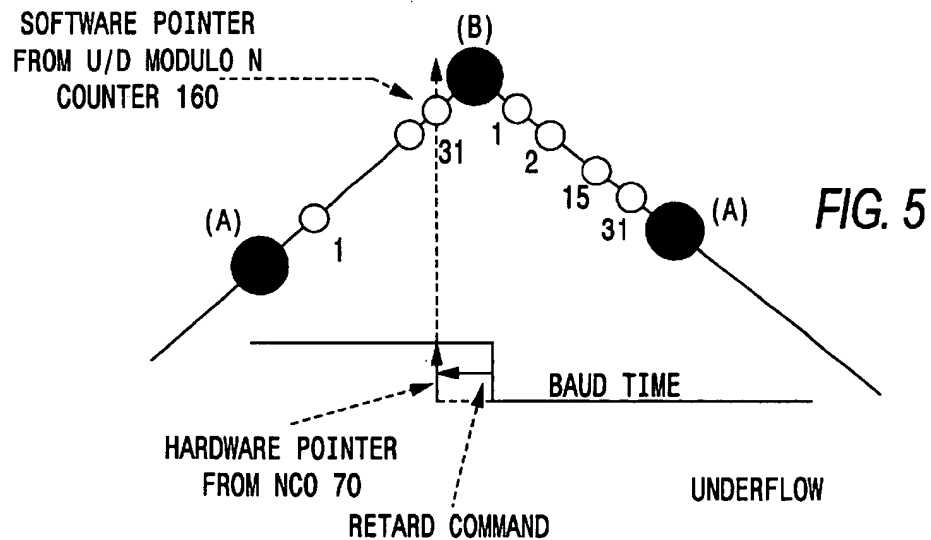 SOFTWARE POINTER
FROM U/D MODULO N
COUNTER 160
(B)
31
1
2
15
31
(A)
1
(A)
FIG. 5
BAUD TIME
HARDWARE POINTER
FROM NCO 70
RETARD COMMAND
UNDERFLOW